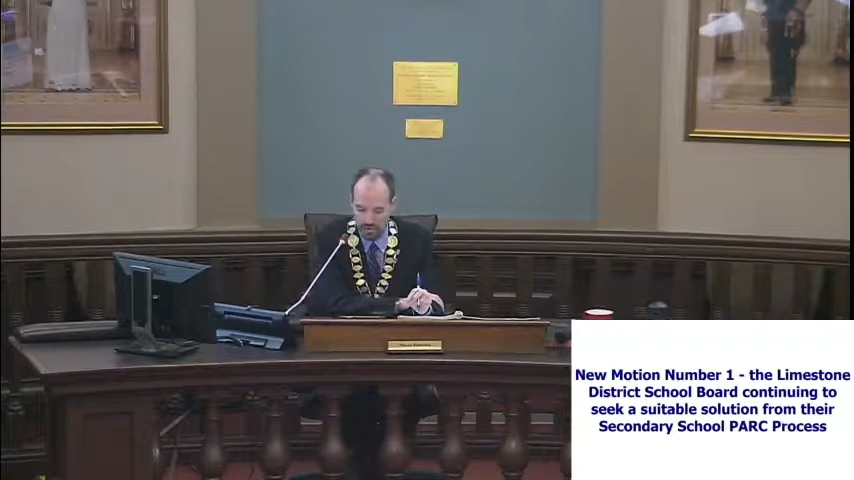 New Motion Number 1 - the Limestone
District School Board continuing to
seek a suitable solution from their
Secondary School PARC Process